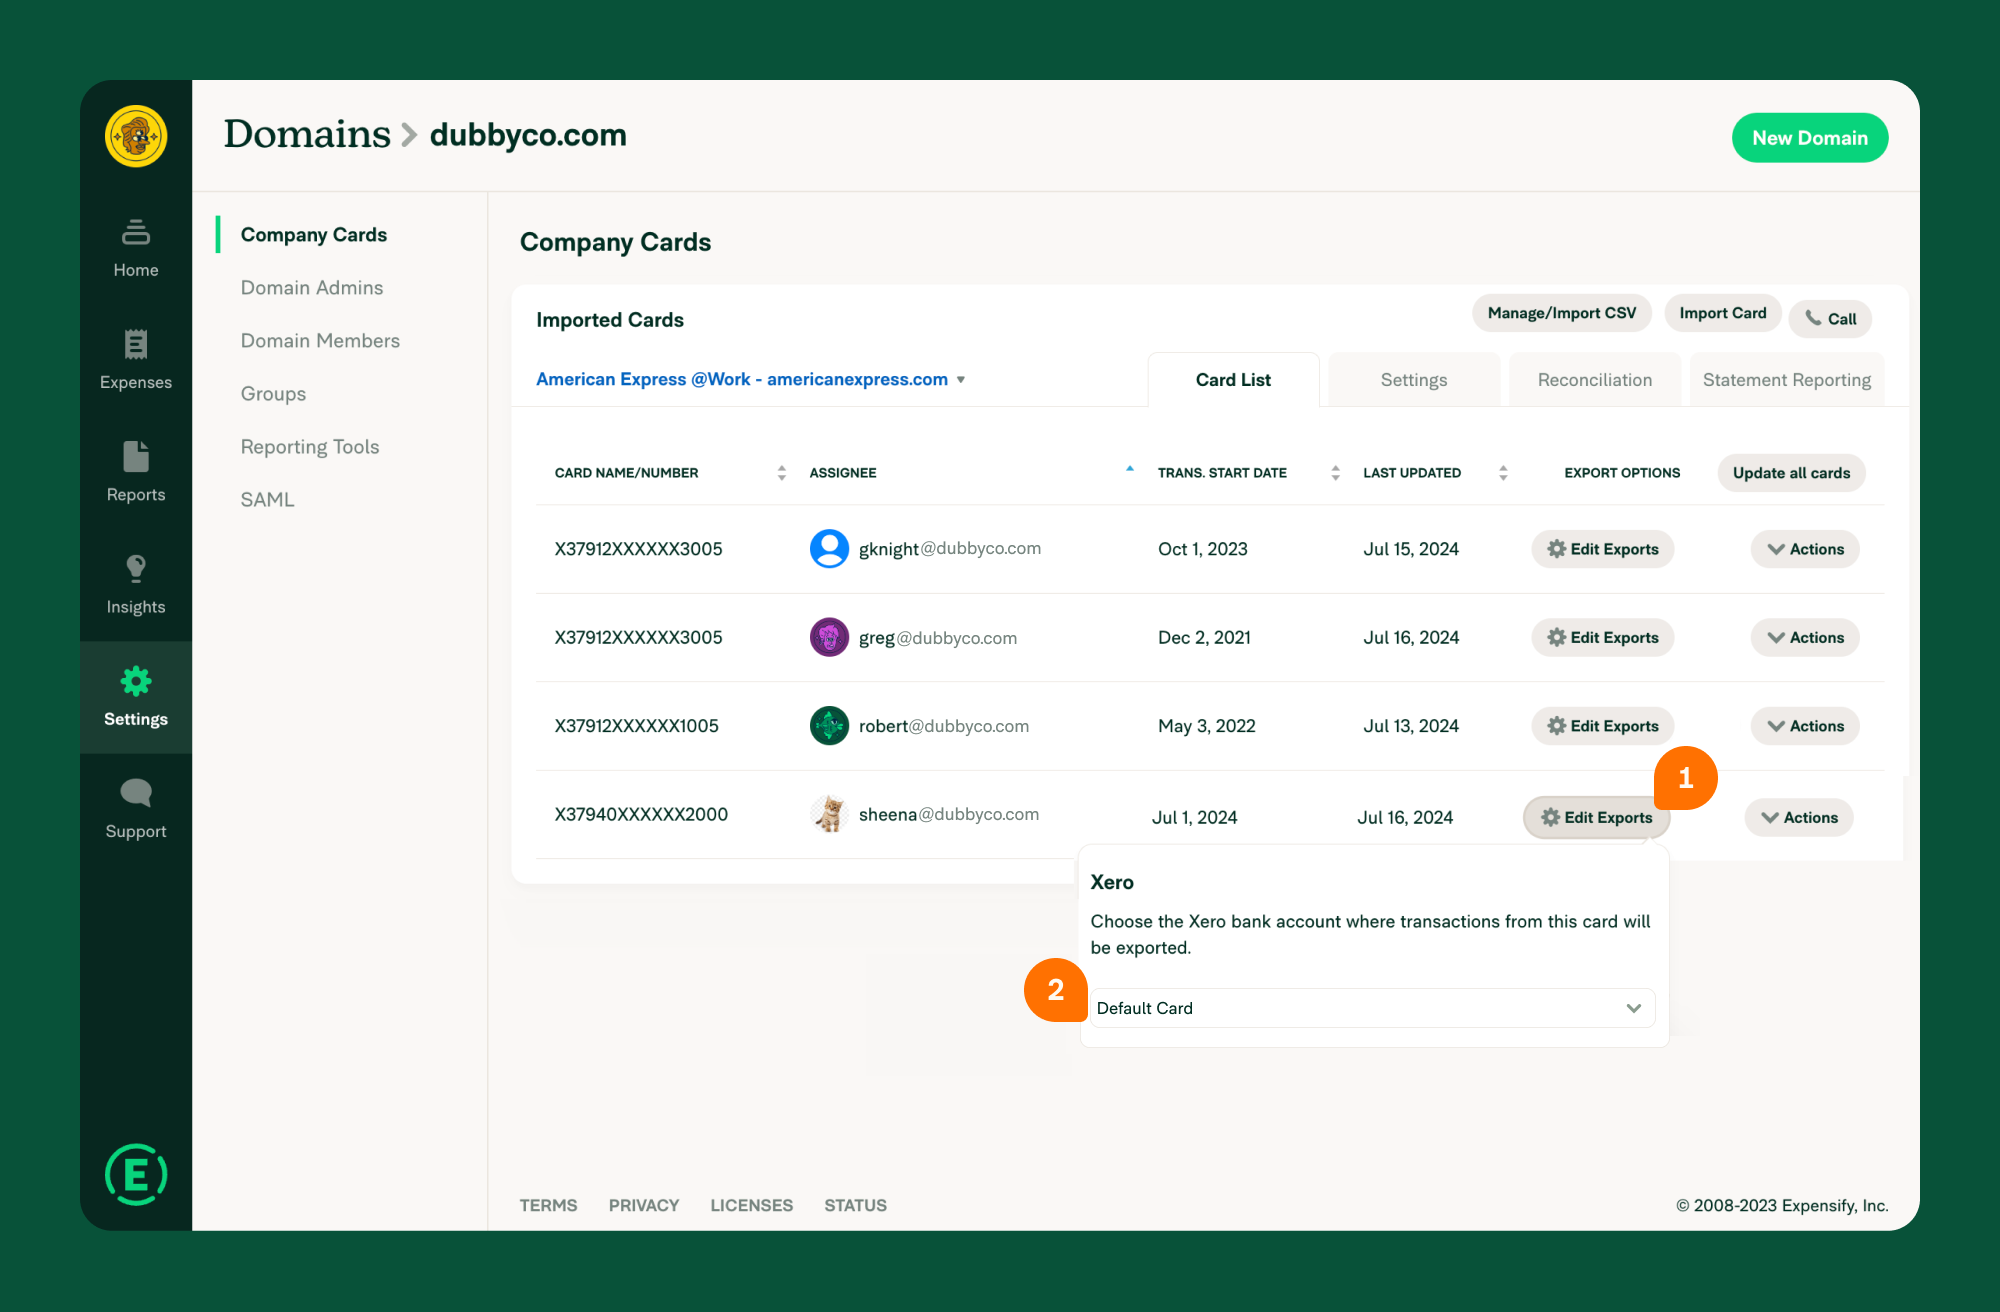 Domains > dubbyco.com
New Domain
Home
Expenses
Reports
Insights
Settings
Support
E
Company Cards
Domain Admins
Domain Members
Groups
Reporting Tools
SAML
Company Cards
Imported Cards
Manage/Import CSV
Import Card
Call
American Express @Work - americanexpress.com
Card List
Settings
Reconciliation
Statement Reporting
CARD NAME/NUMBER ASSIGNEE TRANS. START DATE LAST UPDATED EXPORT OPTIONS Update all cards
X37912XXXXXX3005 gknight@dubbyco.com Oct 1, 2023 Jul 15, 2024 Edit Exports Actions
X37912XXXXXX3005 greg@dubbyco.com Dec 2, 2021 Jul 16, 2024 Edit Exports Actions
X37912XXXXXX1005 robert@dubbyco.com May 3, 2022 Jul 13, 2024 Edit Exports Actions
1
X37940XXXXXX2000 sheena@dubbyco.com Jul 1, 2024 Jul 16, 2024 Edit Exports Actions
Xero
Choose the Xero bank account where transactions from this card will
be exported.
2
Default Card
TERMS PRIVACY LICENSES STATUS
© 2008-2023 Expensify, Inc.